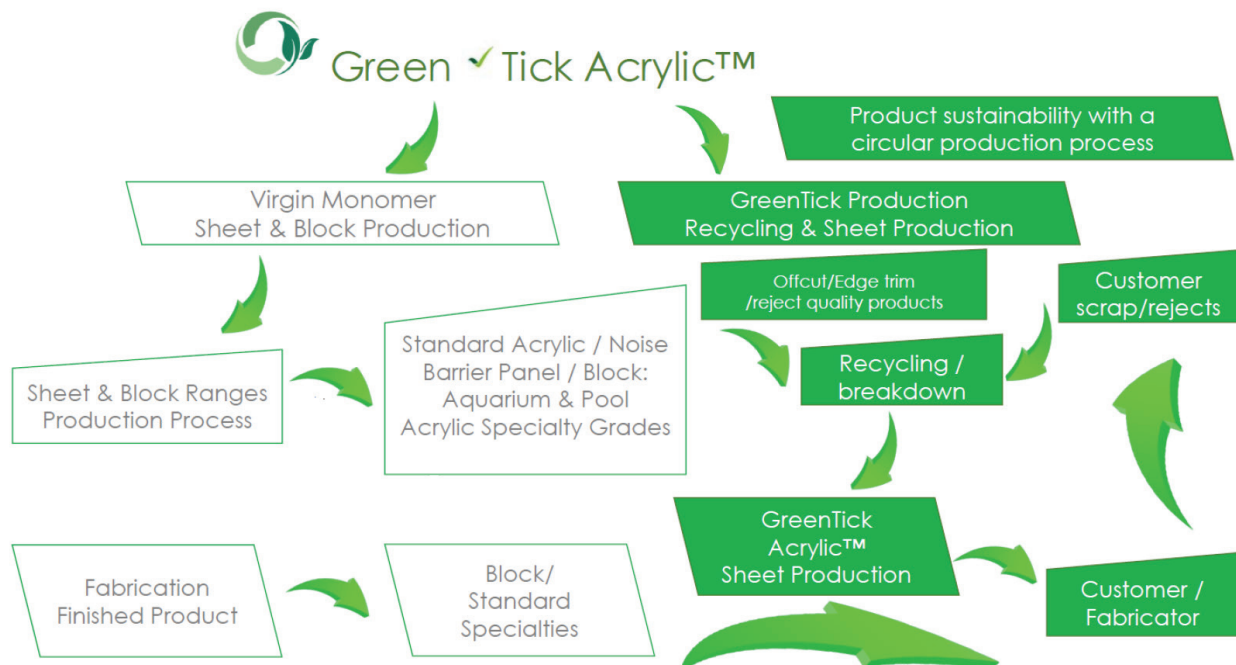 Green ✓ Tick Acrylic™
Product sustainability with a
circular production process
Virgin Monomer
Sheet & Block Production
GreenTick Production
Recycling & Sheet Production
Offcut/Edge trim
/reject quality products
Customer
scrap/rejects
Sheet & Block Ranges
Production Process
Standard Acrylic / Noise
Barrier Panel / Block:
Aquarium & Pool
Acrylic Specialty Grades
Recycling /
breakdown
GreenTick
Acrylic™
Sheet Production
Customer /
Fabricator
Fabrication
Finished Product
Block/
Standard
Specialties